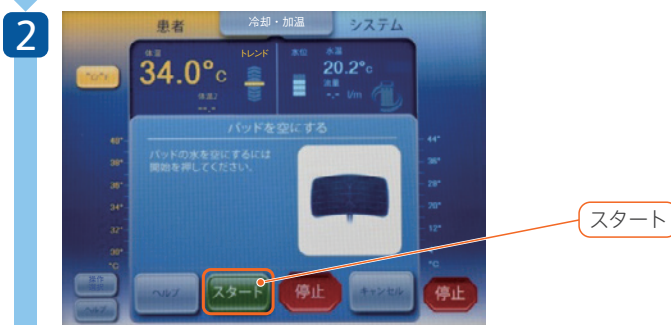 2
患者
冷却・加温
システム
体温
トレンド
水位
水温
34.0°c
20.2°c
体温2
流量
--.-
-.- l/m
パッドを空にする
パッドの水を空にするには
開始を押してください.
40°
38°
36°
34°
32°
30°
°C
44°
36°
28°
20°
12°
°C
ヘルプ
スタート
停止
キャンセル
停止
ヘルプ
スタート